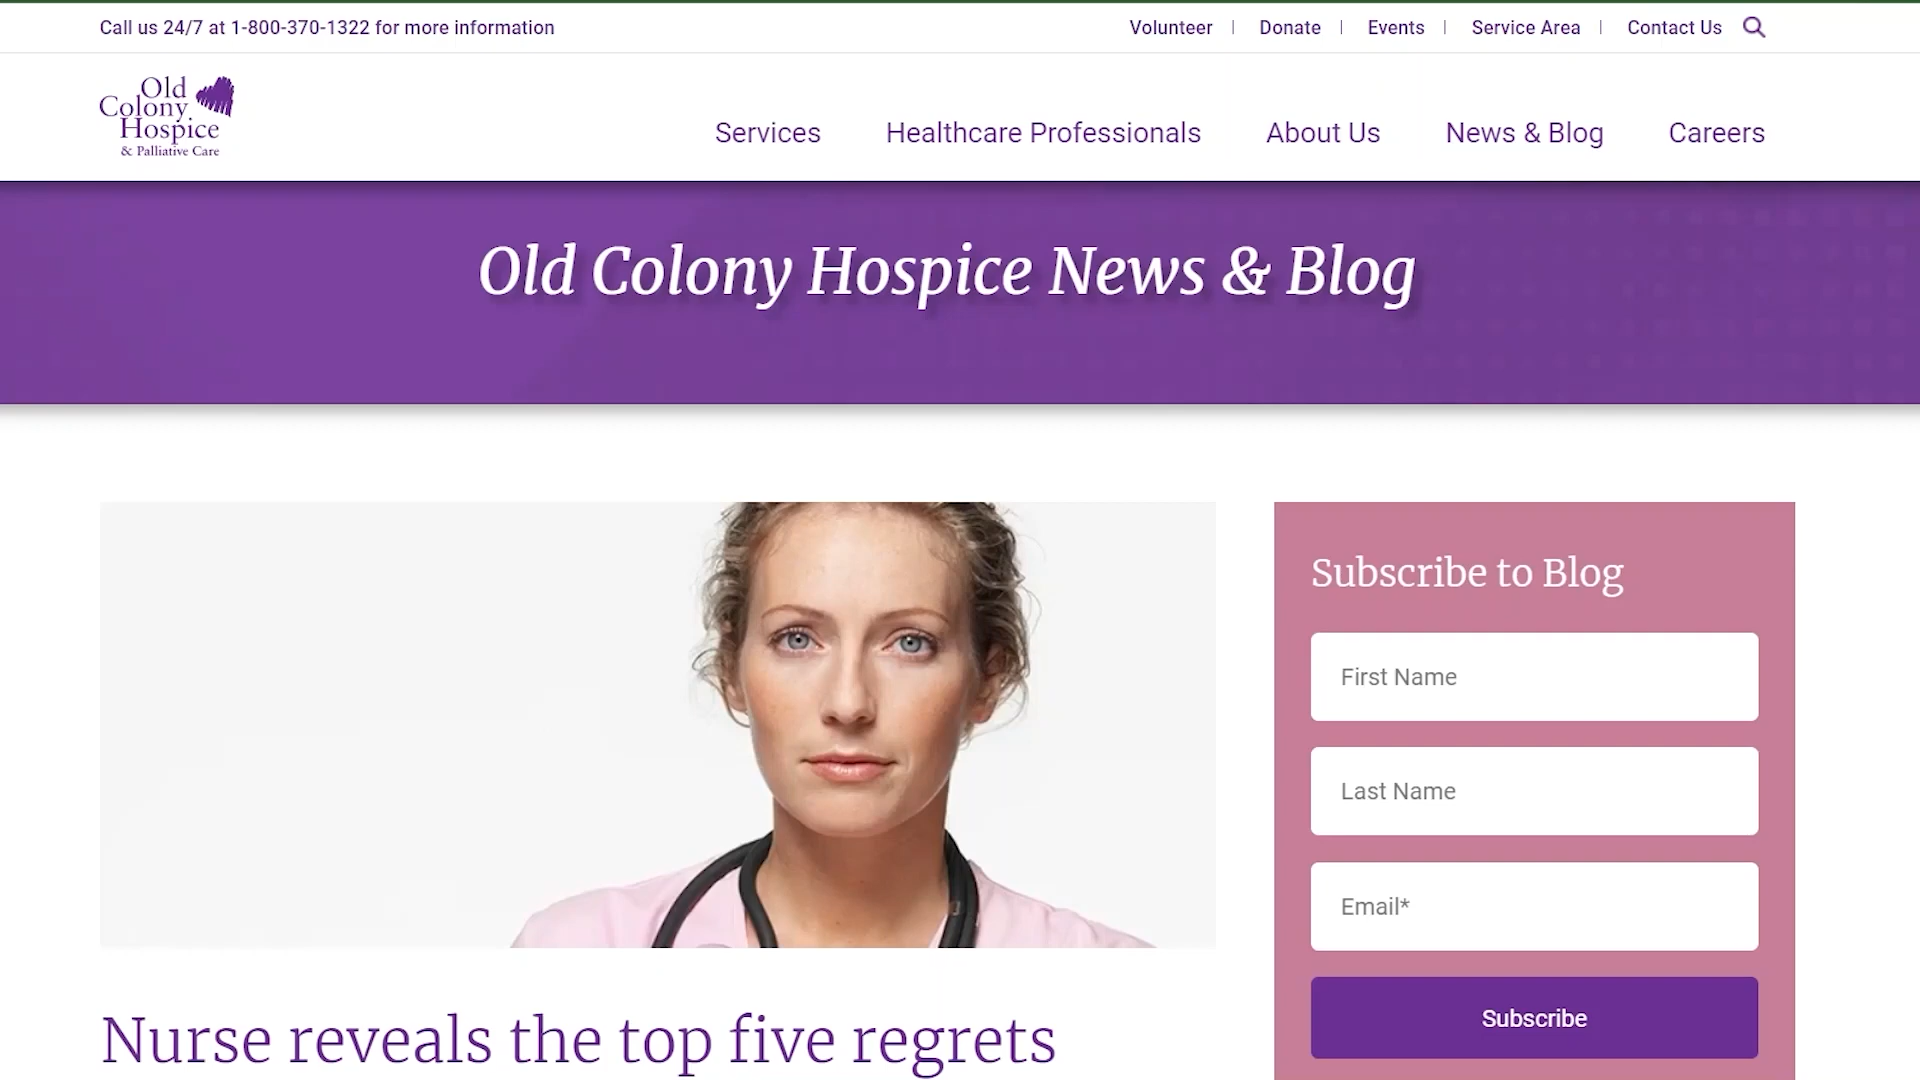 Call us 24/7 at 1-800-370-1322 for more information
Volunteer | Donate | Events | Service Area | Contact Us
Old
Colony
Hospice
& Palliative Care
Services Healthcare Professionals About Us News & Blog Careers
Old Colony Hospice News & Blog
Nurse reveals the top five regrets
Subscribe to Blog
First Name
Last Name
Email*
Subscribe